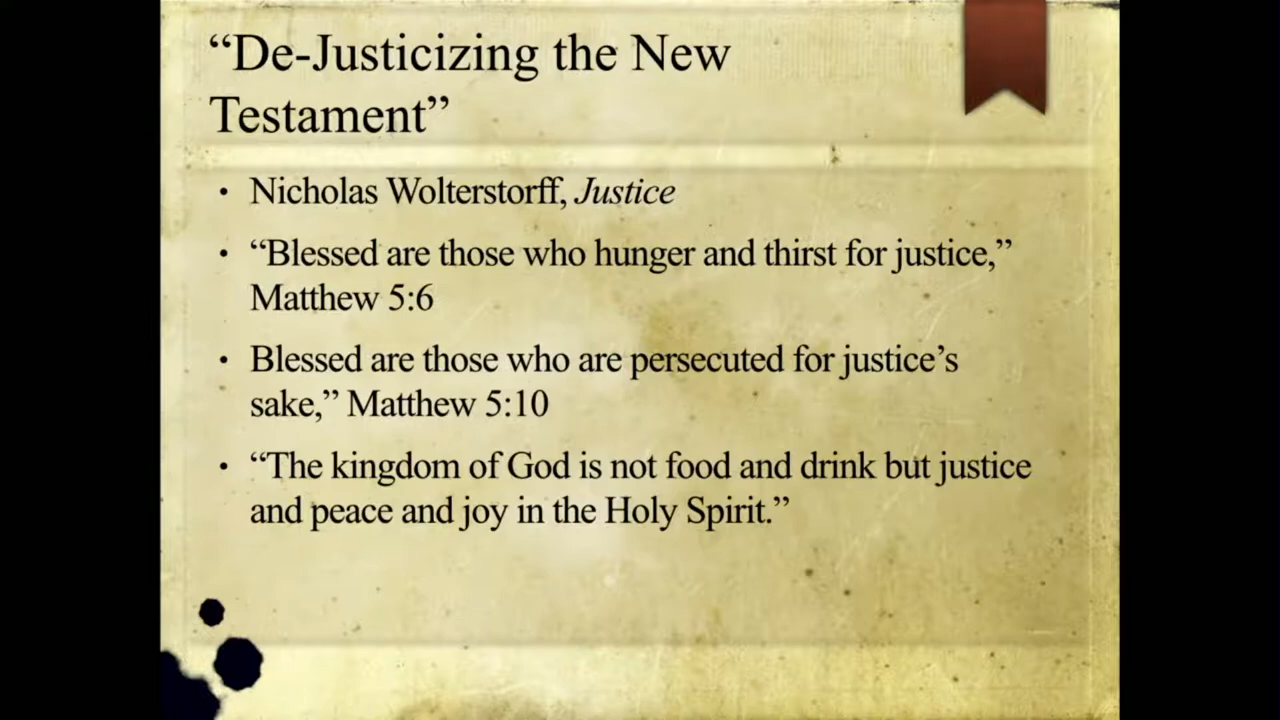 “De-Justicizing the New
Testament”
• Nicholas Wolterstorff, Justice
• “Blessed are those who hunger and thirst for justice,”
Matthew 5:6
• Blessed are those who are persecuted for justice’s
sake,” Matthew 5:10
• “The kingdom of God is not food and drink but justice
and peace and joy in the Holy Spirit.”